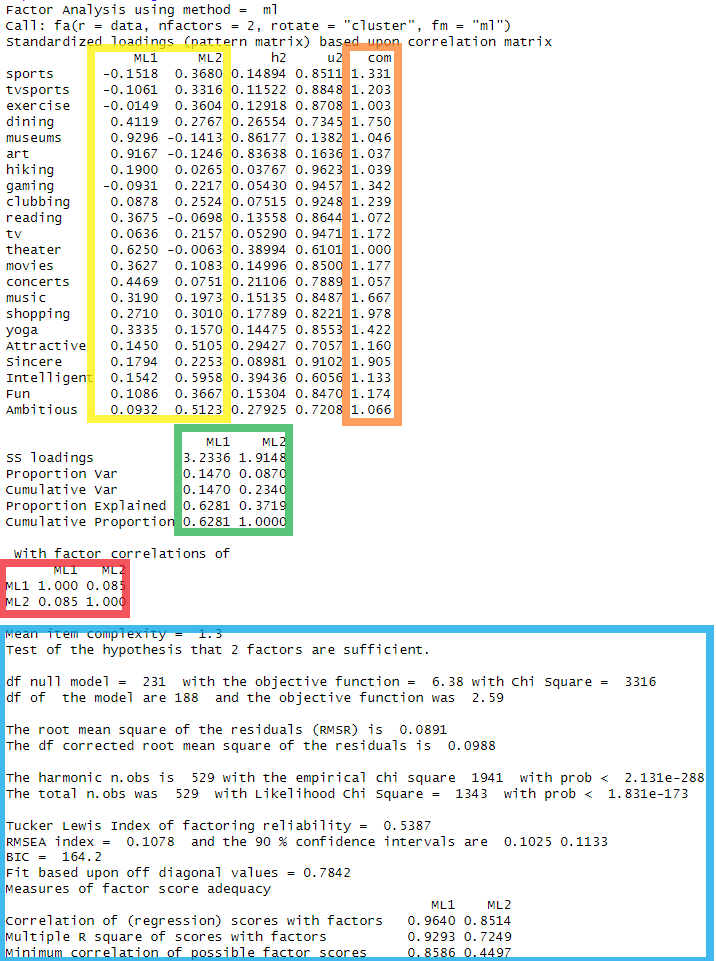 Factor Analysis using method =  ml
Call: fa(r = data, nfactors = 2, rotate = "cluster", fm = "ml")
Standardized loadings (pattern matrix) based upon correlation matrix
ML1 ML2 h2 u2 com
sports -0.1518 0.3680 0.14894 0.8511 1.331
tvsports -0.1061 0.3316 0.11522 0.8848 1.203
exercise -0.0149 0.3604 0.12918 0.8708 1.003
dining 0.4119 0.2767 0.26554 0.7345 1.750
museums 0.9296 -0.1413 0.86177 0.1382 1.046
art 0.9167 -0.1246 0.83638 0.1636 1.037
hiking 0.1900 0.0265 0.03767 0.9623 1.039
gaming -0.0931 0.2217 0.05430 0.9457 1.342
clubbing 0.0878 0.2524 0.07515 0.9248 1.239
reading 0.3675 -0.0698 0.13558 0.8644 1.072
tv 0.0636 0.2157 0.05290 0.9471 1.172
theater 0.6250 -0.0063 0.38994 0.6101 1.000
movies 0.3627 0.1083 0.14996 0.8500 1.177
concerts 0.4469 0.0751 0.21106 0.7889 1.057
music 0.3190 0.1973 0.15135 0.8487 1.667
shopping 0.2710 0.3010 0.17789 0.8221 1.978
yoga 0.3335 0.1570 0.14475 0.8553 1.422
Attractive 0.1450 0.5105 0.29427 0.7057 1.160
Sincere 0.1794 0.2253 0.08981 0.9102 1.905
Intelligent 0.1542 0.5958 0.39436 0.6056 1.133
Fun 0.1086 0.3667 0.15304 0.8470 1.174
Ambitious 0.0932 0.5123 0.27925 0.7208 1.066
ML1 ML2
SS loadings 3.2336 1.9148
Proportion Var 0.1470 0.0870
Cumulative Var 0.1470 0.2340
Proportion Explained 0.6281 0.3719
Cumulative Proportion 0.6281 1.0000
With factor correlations of
ML1 ML2
ML1 1.000 0.085
ML2 0.085 1.000
Mean item complexity =  1.3
Test of the hypothesis that 2 factors are sufficient.
df null model =  231  with the objective function =  6.38 with Chi Square =  3316
df of  the model are 188  and the objective function was  2.59
The root mean square of the residuals (RMSR) is  0.0891
The df corrected root mean square of the residuals is  0.0988
The harmonic n.obs is  529 with the empirical chi square  1941  with prob <  2.131e-288
The total n.obs was  529  with Likelihood Chi Square =  1343  with prob <  1.831e-173
Tucker Lewis Index of factoring reliability =  0.5387
RMSEA index =  0.1078  and the 90 % confidence intervals are  0.1025 0.1133
BIC =  164.2
Fit based upon off diagonal values = 0.7842
Measures of factor score adequacy
ML1 ML2
Correlation of (regression) scores with factors 0.9640 0.8514
Multiple R square of scores with factors 0.9293 0.7249
Minimum correlation of possible factor scores 0.8586 0.4497